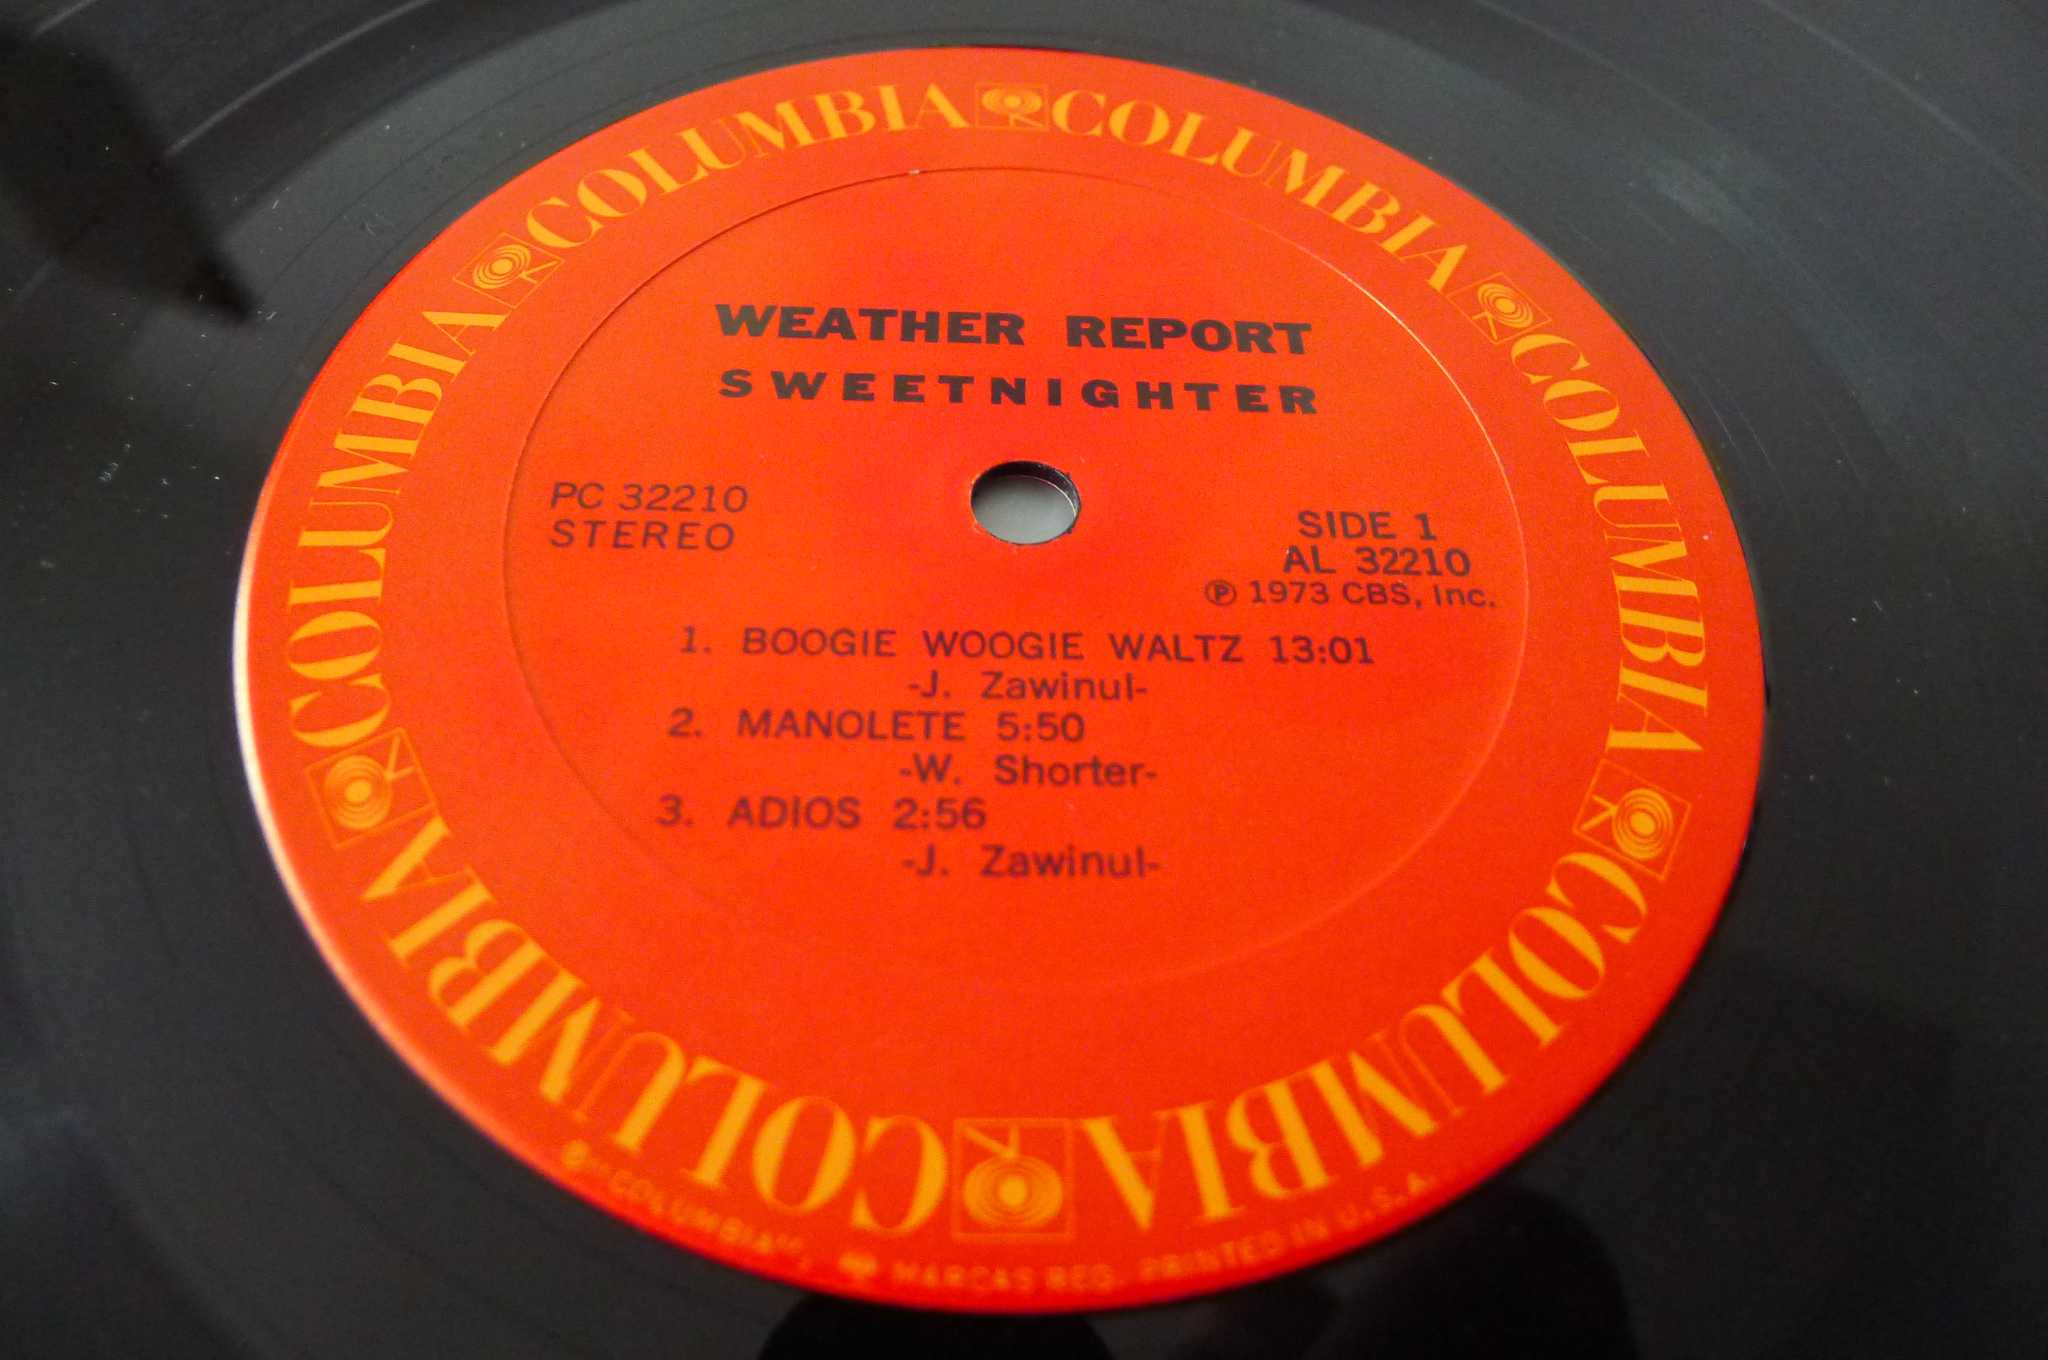 COLUMBIA COLUMBIA COLUMBIA COLUMBIA COLUMBIA COLUMBIA
WEATHER REPORT
SWEETNIGHTER
PC 32210
STEREO
SIDE 1
AL 32210
℗ 1973 CBS, Inc.
1. BOOGIE WOOGIE WALTZ 13:01
-J. Zawinul-
2. MANOLETE 5:50
-W. Shorter-
3. ADIOS 2:56
-J. Zawinul-
"COLUMBIA", MARCAS REG. PRINTED IN U.S.A.